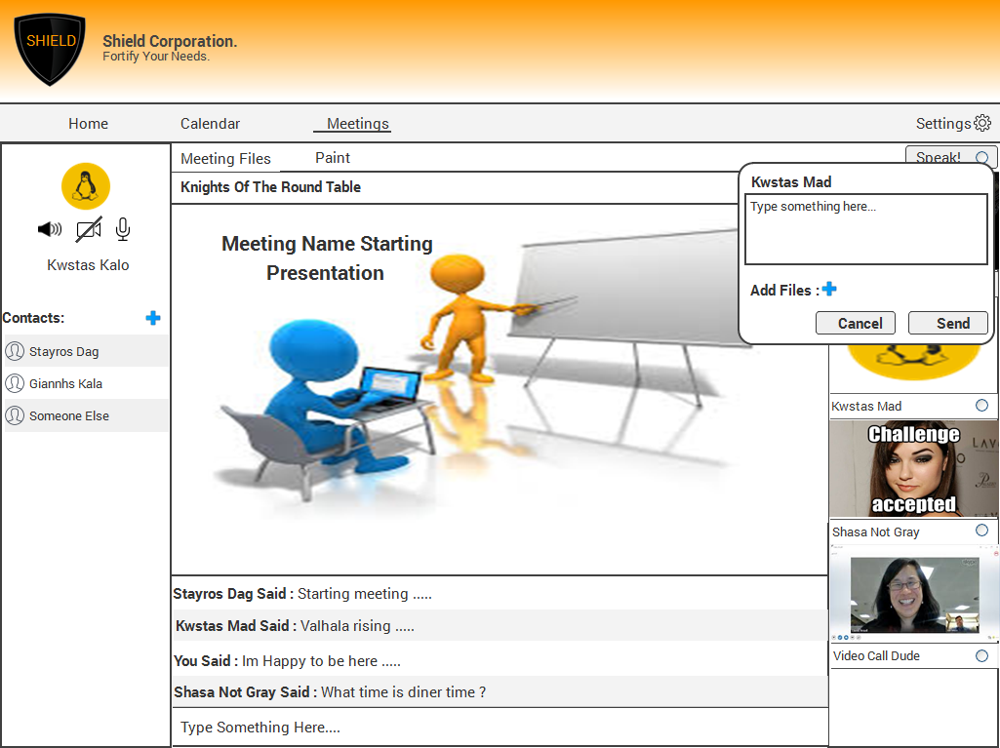 SHIELD
Shield Corporation.
Fortify Your Needs.
Home
Calendar
Meetings
Settings
Meeting Files
Paint
Speak!
Knights Of The Round Table
Kwstas Mad
Type something here...
Add Files :
Cancel
Send
Kwstas Kalo
Contacts:
Stayros Dag
Giannhs Kala
Someone Else
Meeting Name Starting
Presentation
Kwstas Mad
Challenge
accepted
LAV
Shasa Not Gray
Video Call Dude
Stayros Dag Said : Starting meeting .....
Kwstas Mad Said : Valhala rising .....
You Said : Im Happy to be here .....
Shasa Not Gray Said : What time is diner time ?
Type Something Here....